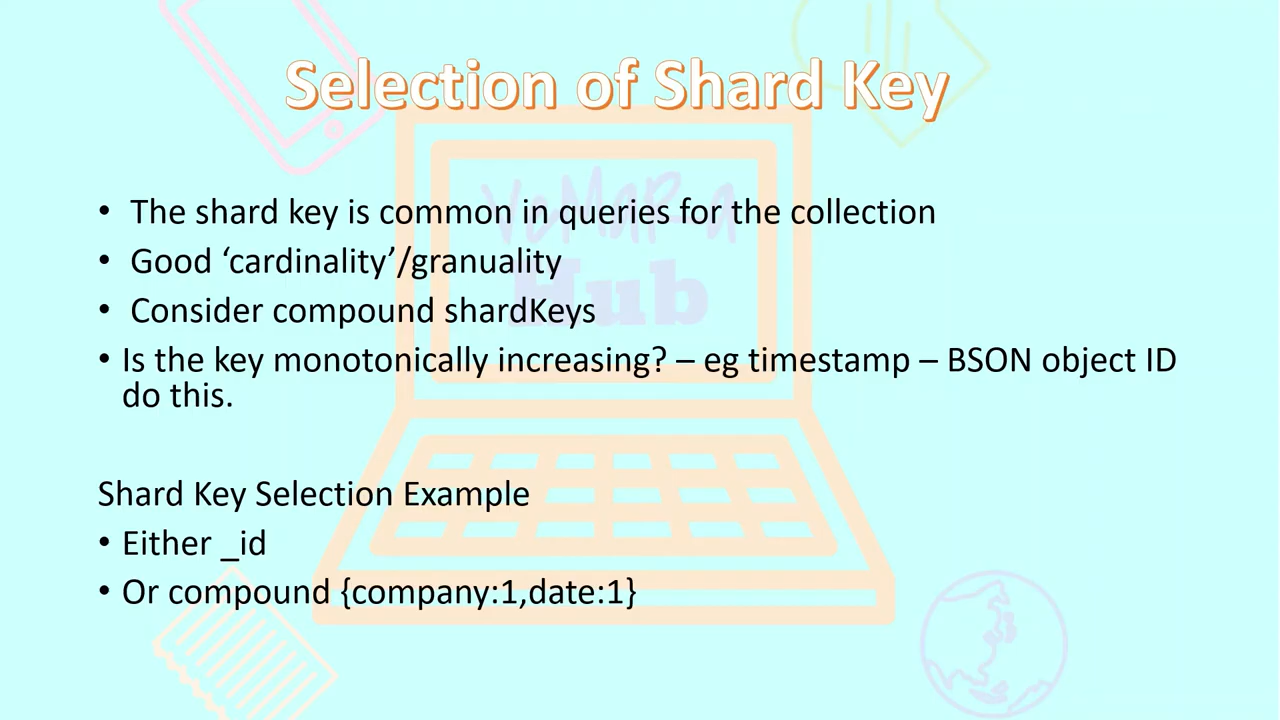 Selection of Shard Key
VeMaRa
Hub
• The shard key is common in queries for the collection
• Good ‘cardinality’/granuality
• Consider compound shardKeys
• Is the key monotonically increasing? – eg timestamp – BSON object ID
do this.
Shard Key Selection Example
• Either _id
• Or compound {company:1,date:1}